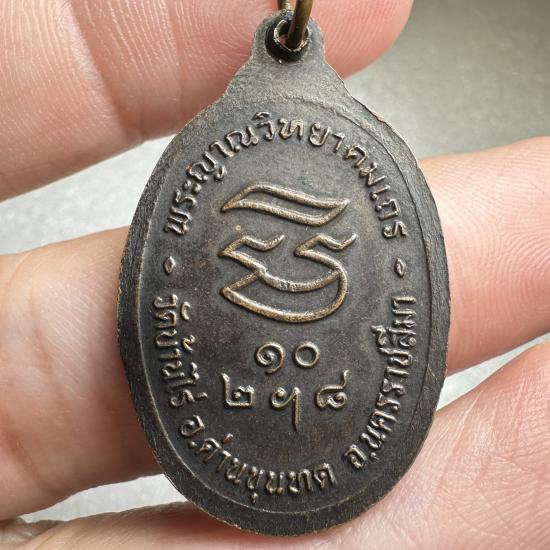 พระญาณวิทยาคมเถร
๑๐
๒ ๙ ๘
วัดบ้านไร่ อ.ด่านขุนทด จ.นครราชสีมา